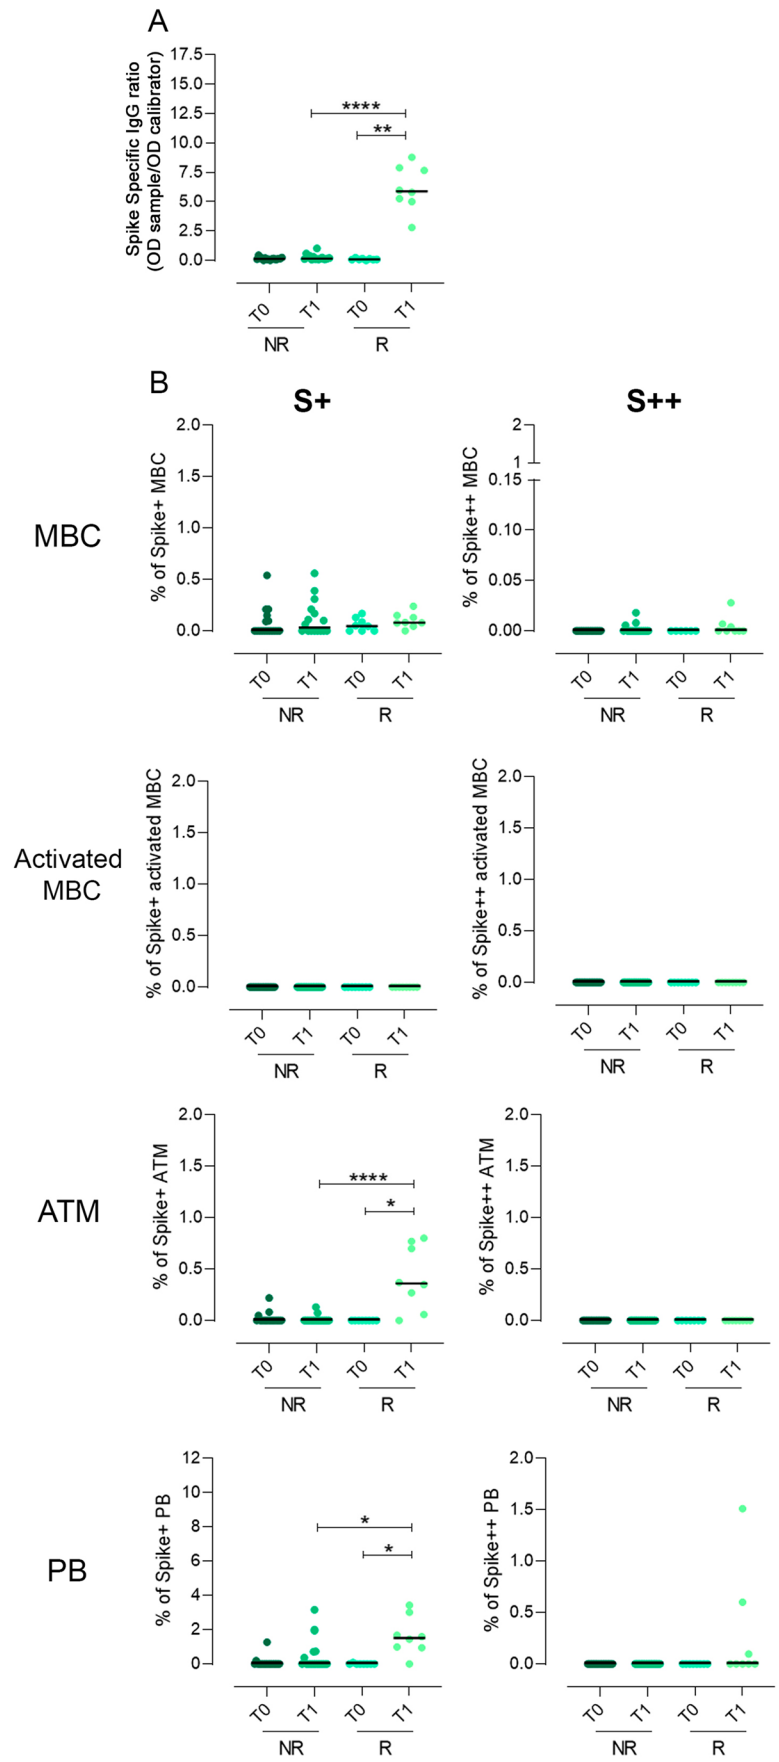 A
Spike Specific IgG ratio
(OD sample/OD calibrator)
17.5
15.0
12.5
10.0
7.5
5.0
2.5
0.0
****
**
T0 T1 T0 T1
NR R
B
S+ S++
MBC
% of Spike+ MBC
2.0
1.5
1.0
0.5
0.0
T0 T1 T0 T1
NR R
% of Spike++ MBC
2
1
0.15
0.10
0.05
0.00
T0 T1 T0 T1
NR R
Activated
MBC
% of Spike+ activated MBC
2.0
1.5
1.0
0.5
0.0
T0 T1 T0 T1
NR R
% of Spike++ activated MBC
2.0
1.5
1.0
0.5
0.0
T0 T1 T0 T1
NR R
ATM
% of Spike+ ATM
2.0
1.5
1.0
0.5
0.0
****
*
T0 T1 T0 T1
NR R
% of Spike++ ATM
2.0
1.5
1.0
0.5
0.0
T0 T1 T0 T1
NR R
PB
% of Spike+ PB
12
10
8
6
4
2
0
*
*
T0 T1 T0 T1
NR R
% of Spike++ PB
2.0
1.5
1.0
0.5
0.0
T0 T1 T0 T1
NR R